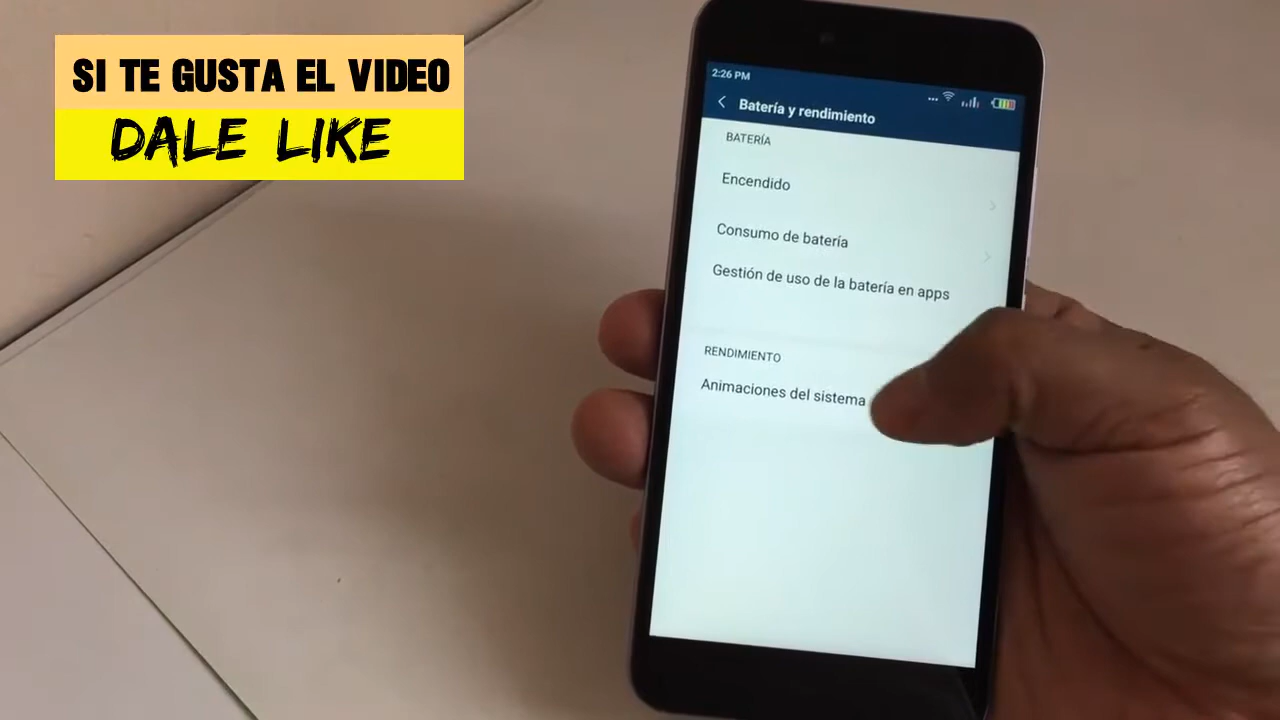 SI TE GUSTA EL VIDEO
DALE LIKE
2:26 PM
Batería y rendimiento
BATERÍA
Encendido
Consumo de batería
Gestión de uso de la batería en apps
RENDIMIENTO
Animaciones del sistema